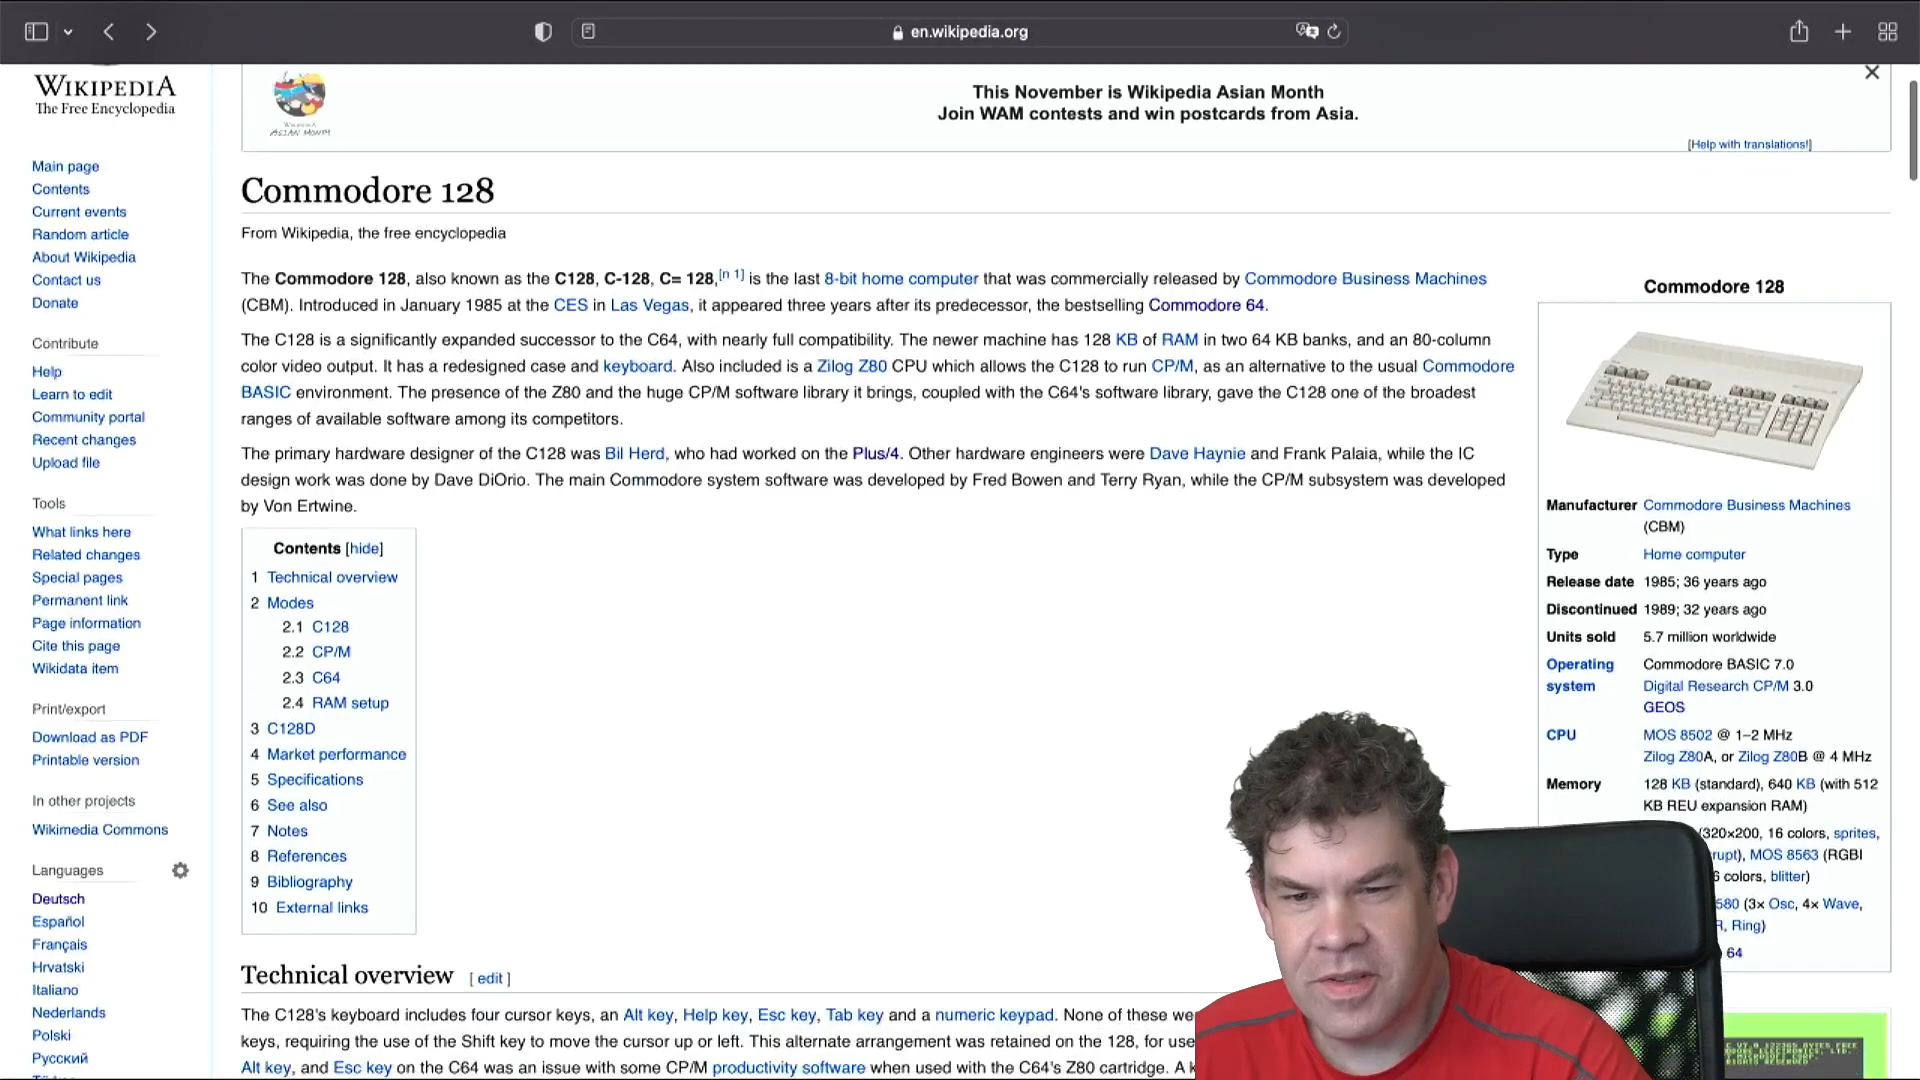 en.wikipedia.org
WIKIPEDIA
The Free Encyclopedia
Main page
Contents
Current events
Random article
About Wikipedia
Contact us
Donate
Contribute
Help
Learn to edit
Community portal
Recent changes
Upload file
Tools
What links here
Related changes
Special pages
Permanent link
Page information
Cite this page
Wikidata item
Print/export
Download as PDF
Printable version
In other projects
Wikimedia Commons
Languages
Deutsch
Español
Français
Hrvatski
Italiano
Nederlands
Polski
Русский
ASIAN MONTH
This November is Wikipedia Asian Month
Join WAM contests and win postcards from Asia.
[Help with translations!]
Commodore 128
From Wikipedia, the free encyclopedia
The Commodore 128, also known as the C128, C-128, C= 128,[n 1] is the last 8-bit home computer that was commercially released by Commodore Business Machines
(CBM). Introduced in January 1985 at the CES in Las Vegas, it appeared three years after its predecessor, the bestselling Commodore 64.
The C128 is a significantly expanded successor to the C64, with nearly full compatibility. The newer machine has 128 KB of RAM in two 64 KB banks, and an 80-column
color video output. It has a redesigned case and keyboard. Also included is a Zilog Z80 CPU which allows the C128 to run CP/M, as an alternative to the usual Commodore
BASIC environment. The presence of the Z80 and the huge CP/M software library it brings, coupled with the C64's software library, gave the C128 one of the broadest
ranges of available software among its competitors.
The primary hardware designer of the C128 was Bil Herd, who had worked on the Plus/4. Other hardware engineers were Dave Haynie and Frank Palaia, while the IC
design work was done by Dave DiOrio. The main Commodore system software was developed by Fred Bowen and Terry Ryan, while the CP/M subsystem was developed
by Von Ertwine.
Contents [hide]
1 Technical overview
2 Modes
2.1 C128
2.2 CP/M
2.3 C64
2.4 RAM setup
3 C128D
4 Market performance
5 Specifications
6 See also
7 Notes
8 References
9 Bibliography
10 External links
Technical overview [ edit ]
The C128's keyboard includes four cursor keys, an Alt key, Help key, Esc key, Tab key and a numeric keypad. None of these
keys, requiring the use of the Shift key to move the cursor up or left. This alternate arrangement was retained on the 128, for
Alt key, and Esc key on the C64 was an issue with some CP/M productivity software when used with the C64's Z80 cartridge. A
Commodore 128
Manufacturer Commodore Business Machines
(CBM)
Type Home computer
Release date 1985; 36 years ago
Discontinued 1989; 32 years ago
Units sold 5.7 million worldwide
Operating system Commodore BASIC 7.0
Digital Research CP/M 3.0
GEOS
CPU MOS 8502 @ 1–2 MHz
Zilog Z80A, or Zilog Z80B @ 4 MHz
Memory 128 KB (standard), 640 KB (with 512
KB REU expansion RAM)
(320×200, 16 colors, sprites,
MOS 8563 (RGBI
colors, blitter)
(3× Osc, 4× Wave,
Ring)
64